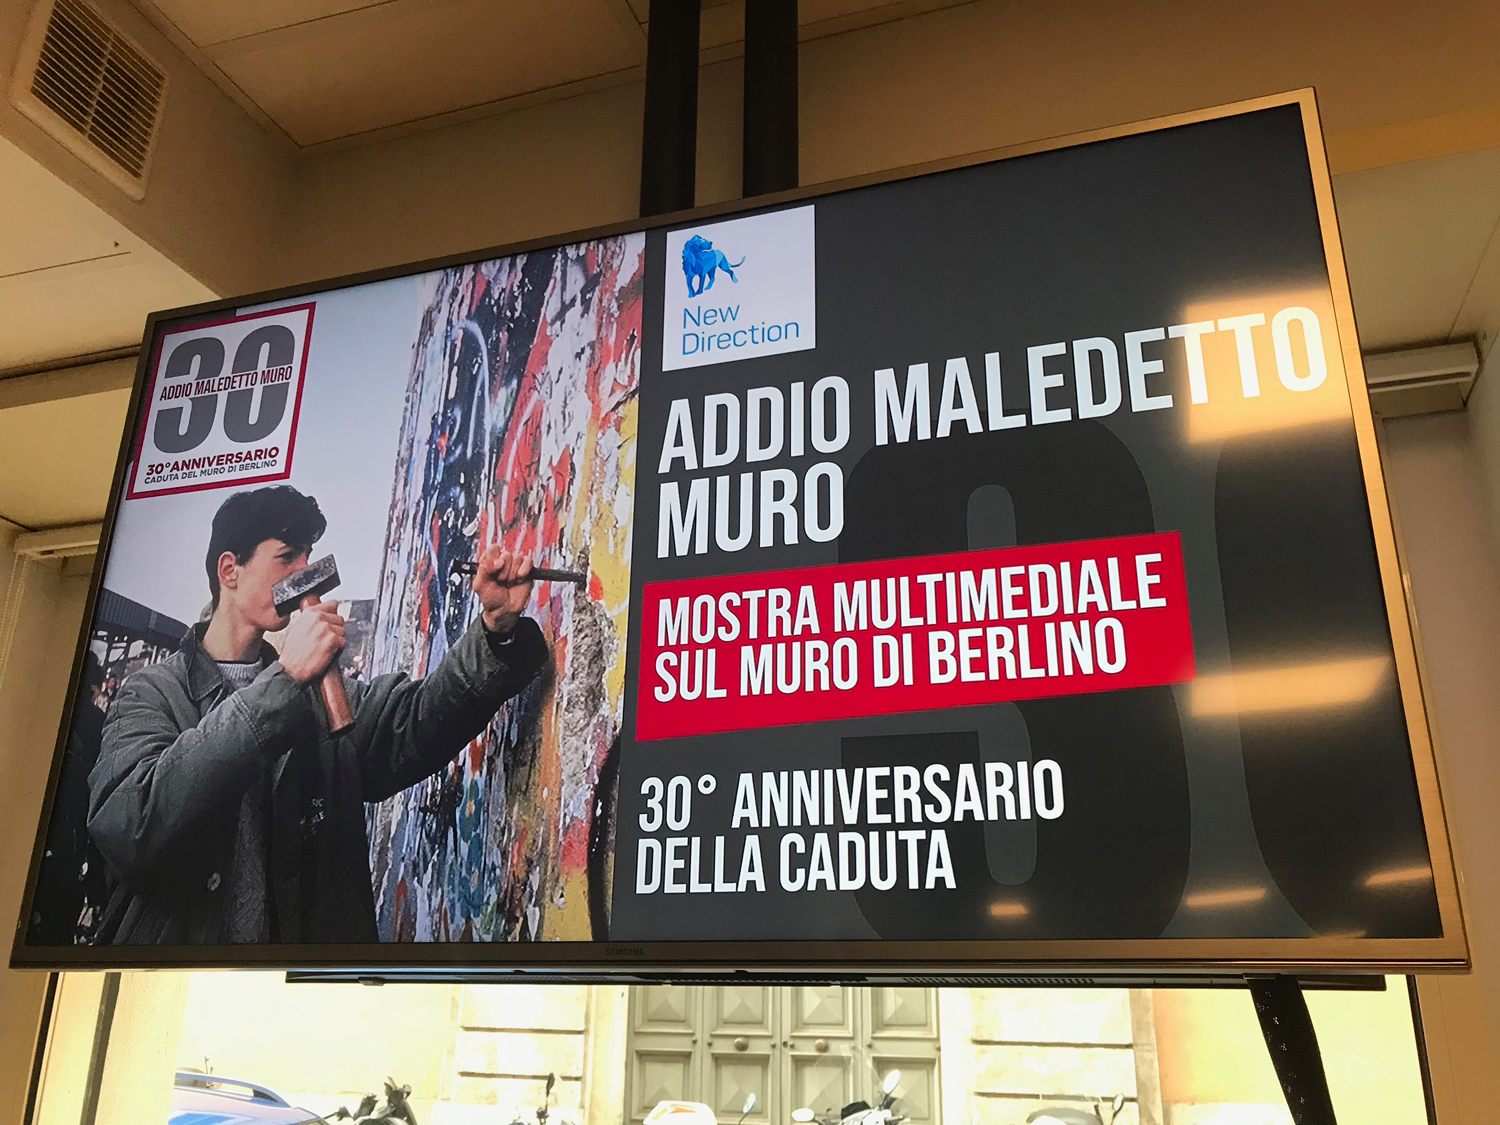 30
ADDIO MALEDETTO MURO
30° ANNIVERSARIO
CADUTA DEL MURO DI BERLINO
New
Direction
ADDIO MALEDETTO
MURO
MOSTRA MULTIMEDIALE
SUL MURO DI BERLINO
30° ANNIVERSARIO
DELLA CADUTA
30
SAMSUNG